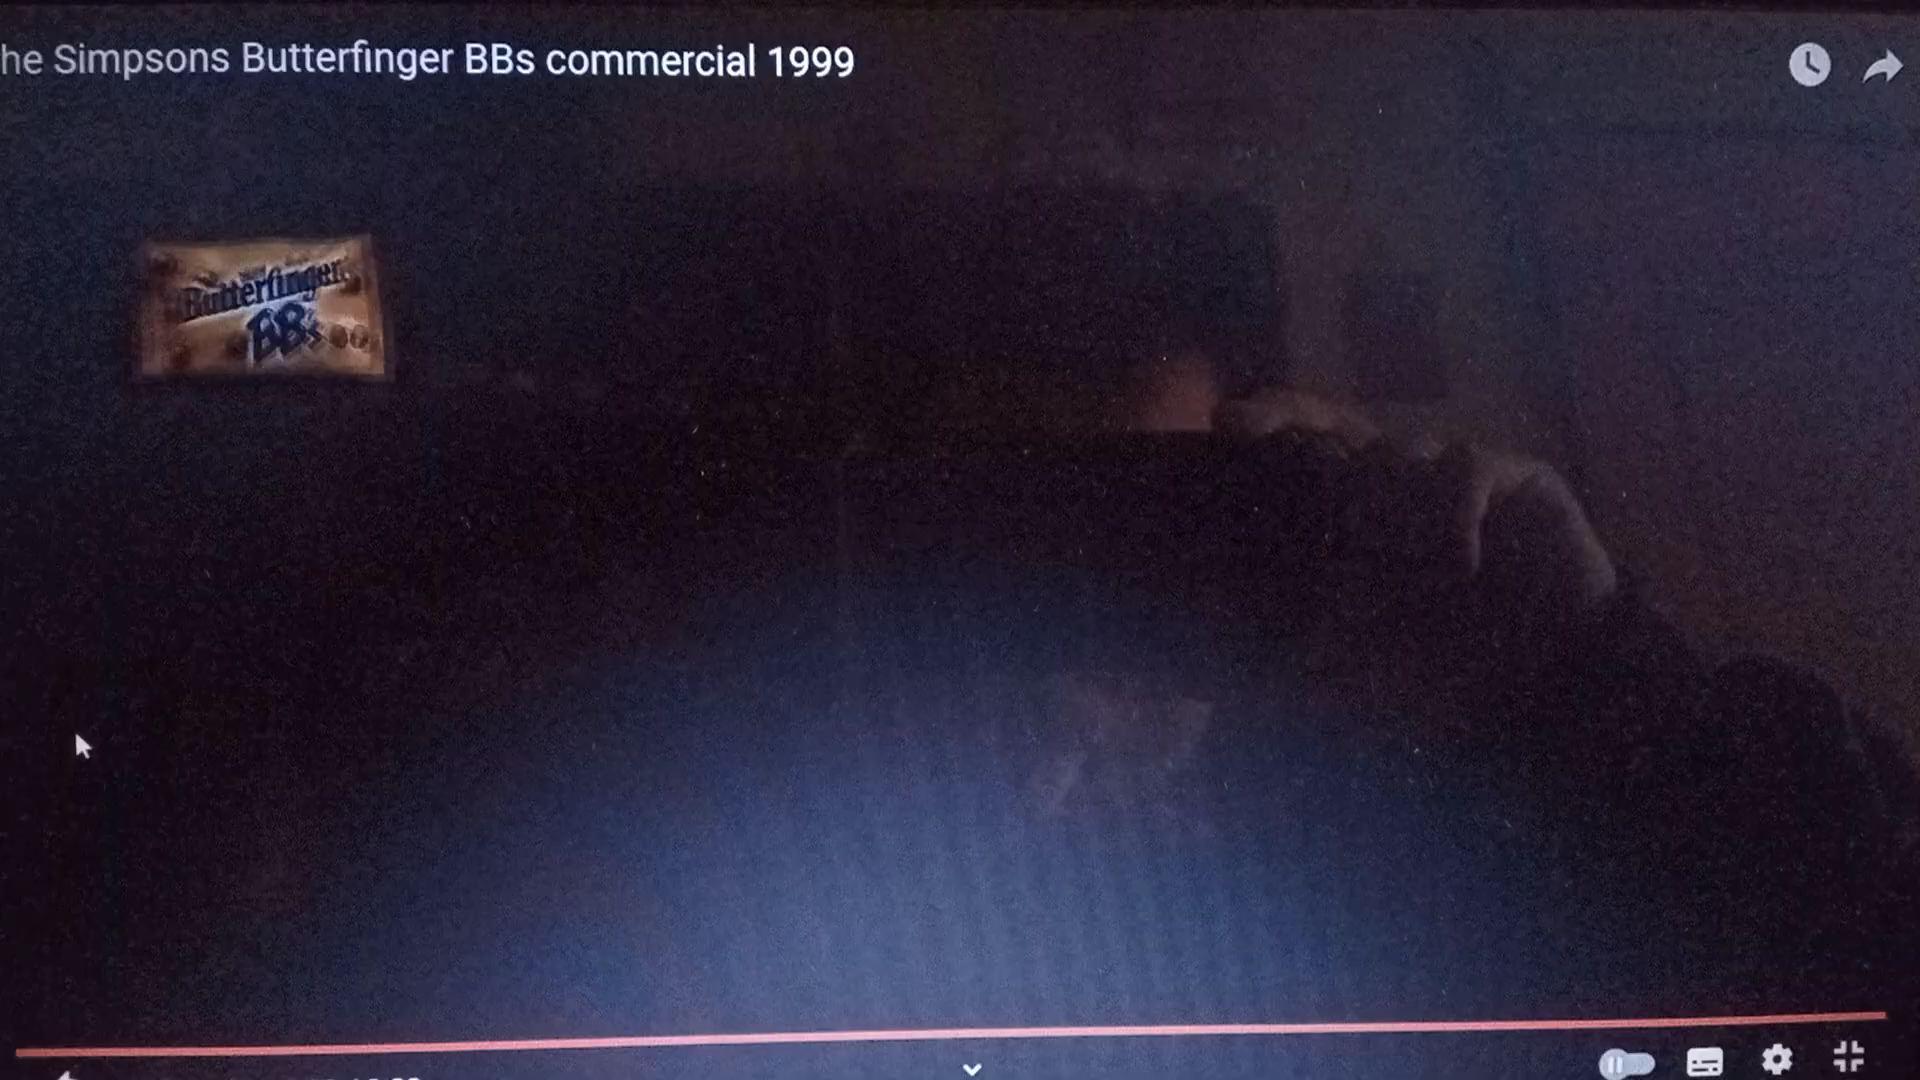 he Simpsons Butterfinger BBs commercial 1999
Butterfinger
BB's